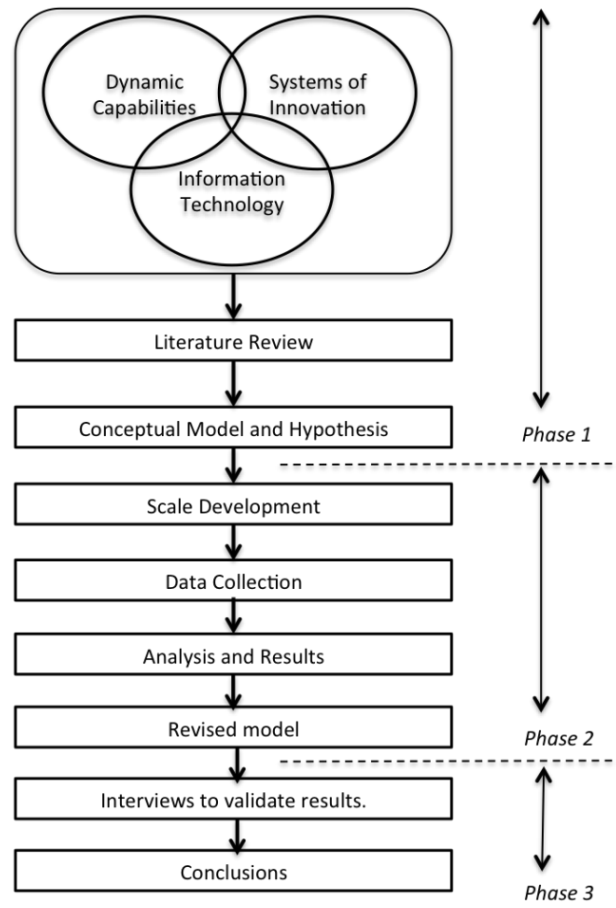 Dynamic
Capabilities
Systems of
Innovation
Information
Technology
Literature Review
Conceptual Model and Hypothesis
Phase 1
Scale Development
Data Collection
Analysis and Results
Revised model
Phase 2
Interviews to validate results.
Conclusions
Phase 3